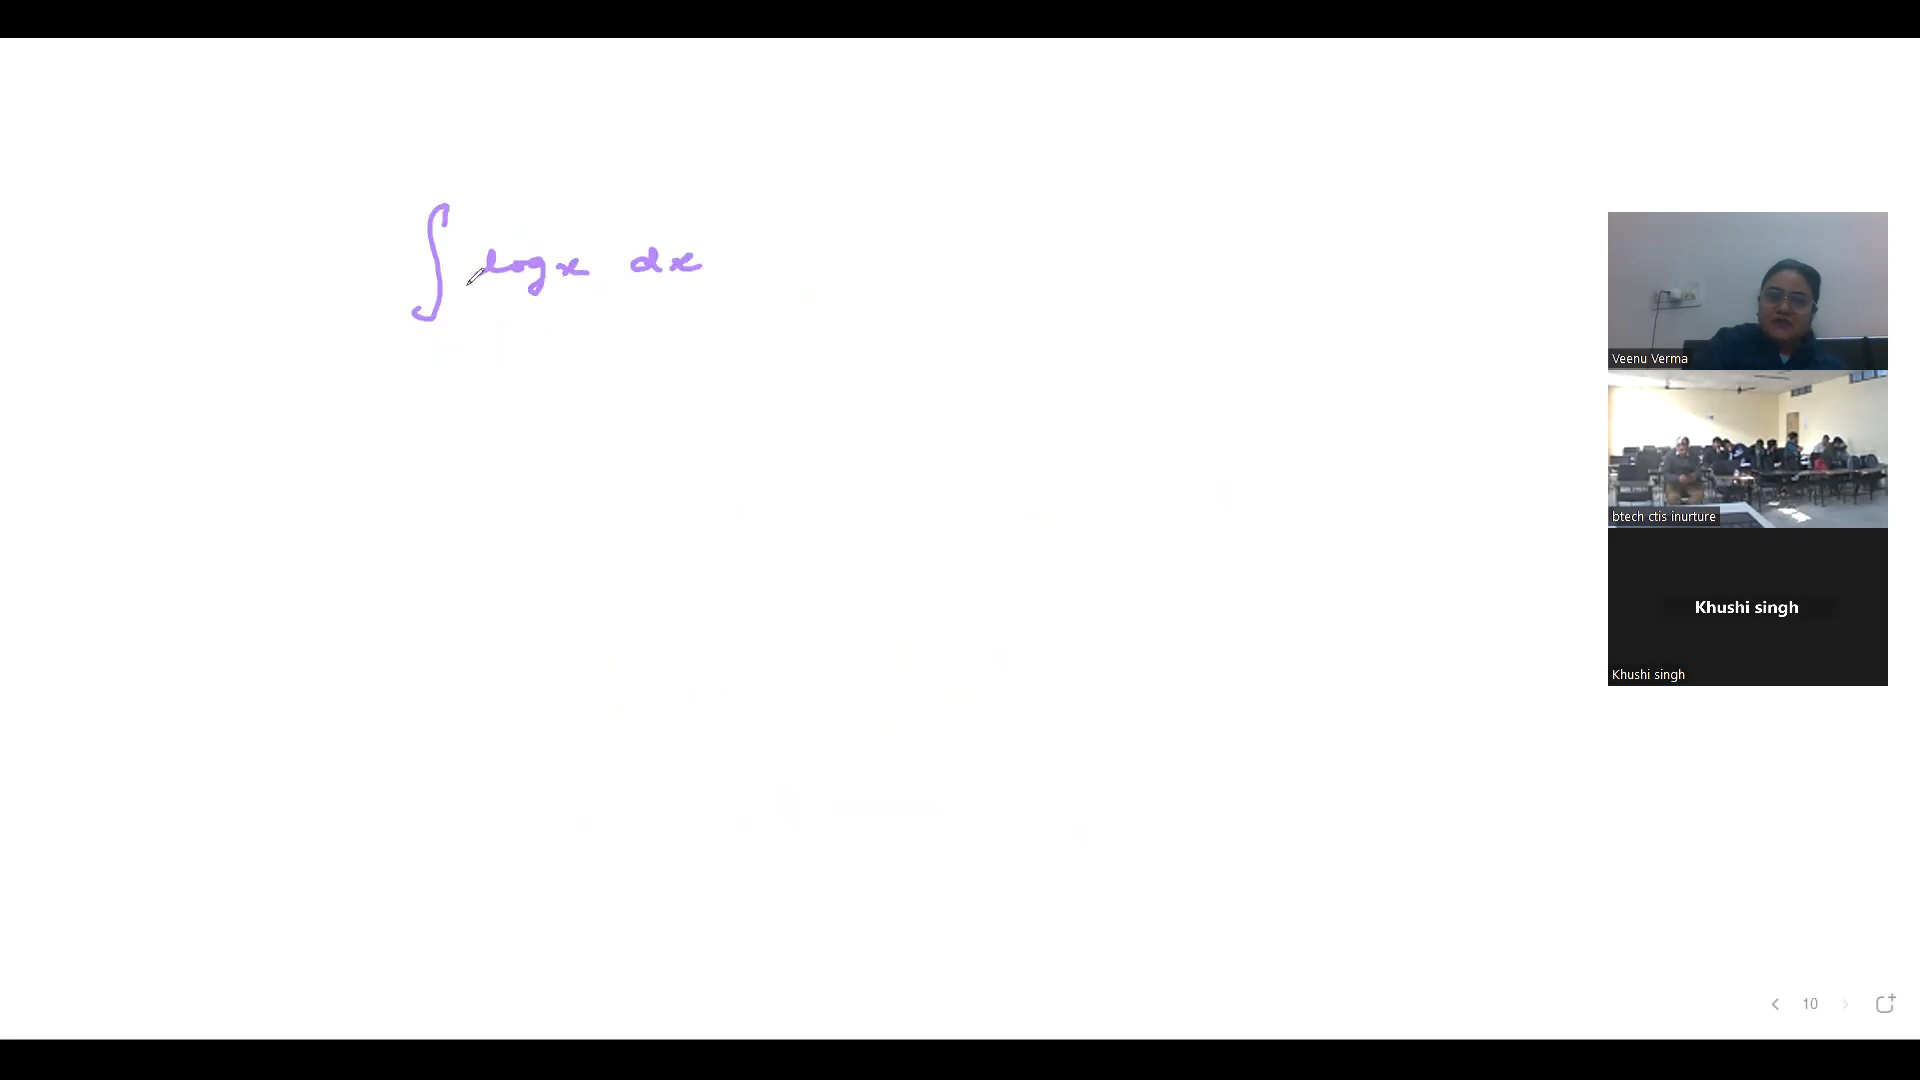 ∫ log x dx
Veenu Verma
btech ctis inurture
Khushi singh
Khushi singh
10